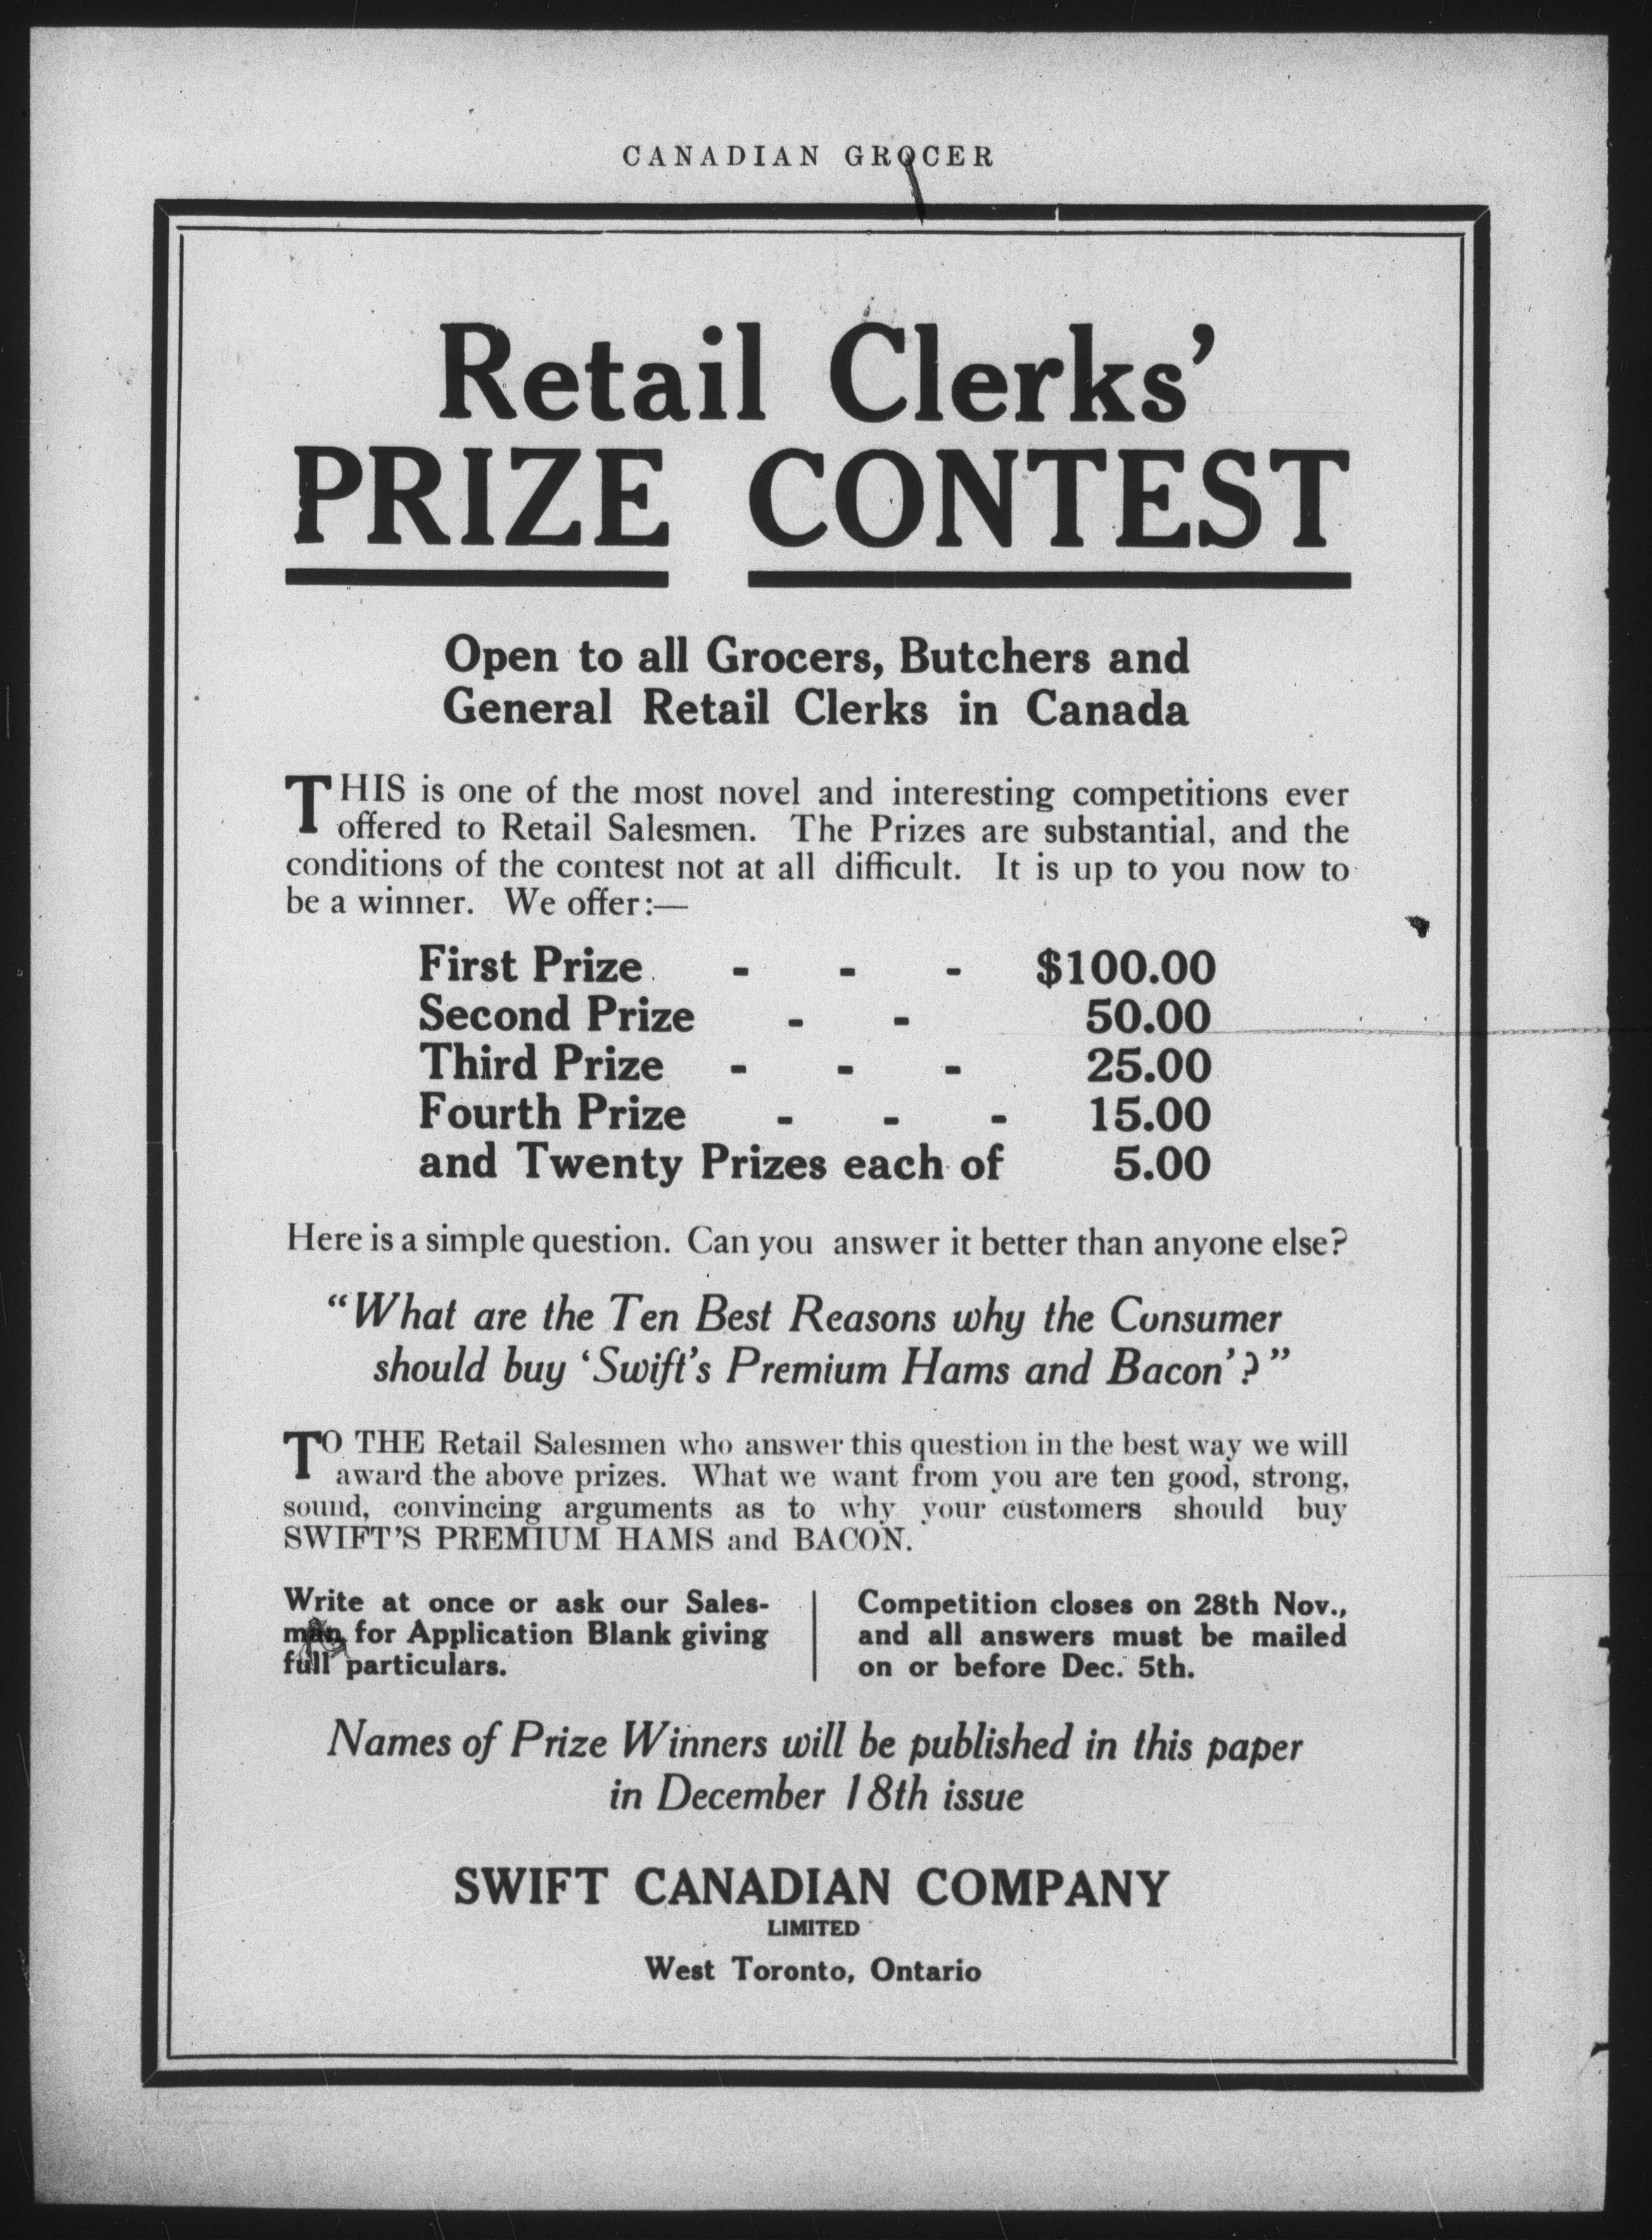 CANADIAN GROCER
Retail Clerks'
PRIZE CONTEST
Open to all Grocers, Butchers and
General Retail Clerks in Canada
THIS is one of the most novel and interesting competitions ever
offered to Retail Salesmen. The Prizes are substantial, and the
conditions of the contest not at all difficult. It is up to you now to
be a winner. We offer:—
First Prize - - - $100.00
Second Prize - - 50.00
Third Prize - - - 25.00
Fourth Prize - - - 15.00
and Twenty Prizes each of 5.00
Here is a simple question. Can you answer it better than anyone else?
"What are the Ten Best Reasons why the Consumer
should buy 'Swift's Premium Hams and Bacon'?"
TO THE Retail Salesmen who answer this question in the best way we will
award the above prizes. What we want from you are ten good, strong,
sound, convincing arguments as to why your customers should buy
SWIFT'S PREMIUM HAMS and BACON.
Write at once or ask our Sales-
man for Application Blank giving
full particulars.
Competition closes on 28th Nov.,
and all answers must be mailed
on or before Dec. 5th.
Names of Prize Winners will be published in this paper
in December 18th issue
SWIFT CANADIAN COMPANY
LIMITED
West Toronto, Ontario